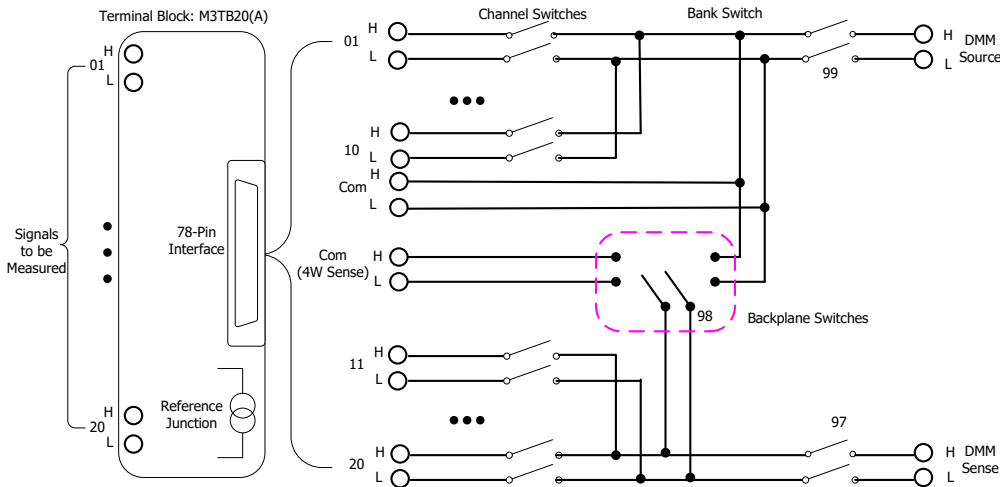 Terminal Block: M3TB20(A)
H
01
L
Signals
to be
Measured
78-Pin
Interface
Reference
Junction
H
20
L
Channel Switches
Bank Switch
H
01
L
H
10
L
H
Com
L
Com
(4W Sense)
H
L
H
11
L
H
20
L
99
H
DMM
Source
L
98
Backplane Switches
97
H
DMM
Sense
L